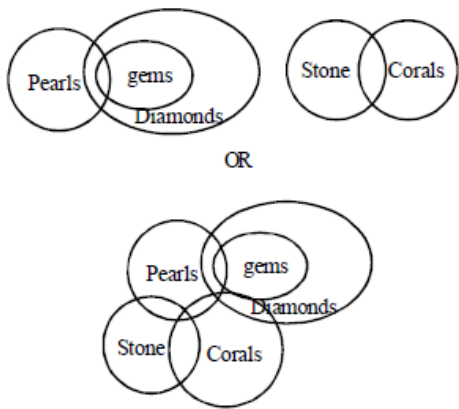 Pearls gems Diamonds Stone Corals
OR
Pearls gems
Diamonds
Stone Corals